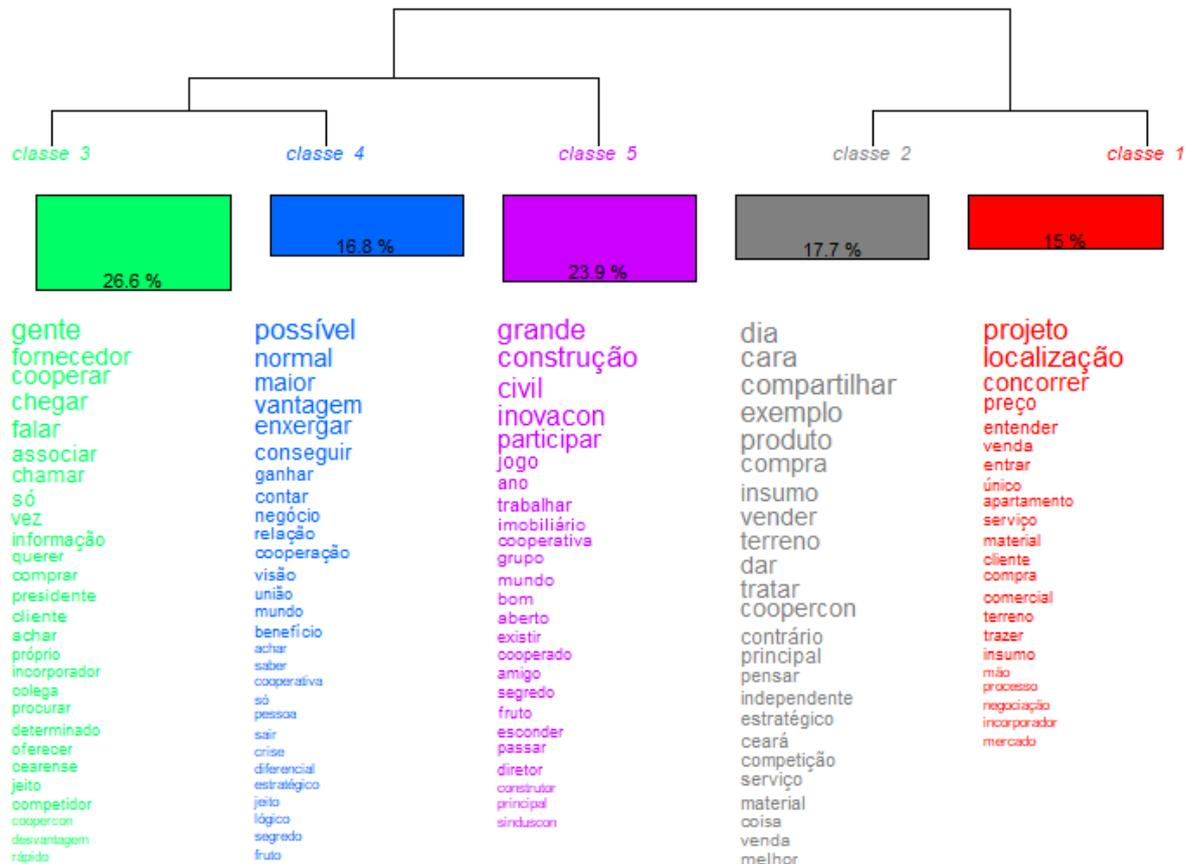 classe 3
classe 4
classe 5
classe 2
classe 1
26.6 %
16.8 %
23.9 %
17.7 %
15 %
gente
fornecedor
cooperar
chegar
falar
associar
chamar
só
vez
informação
querer
comprar
presidente
cliente
achar
próprio
incorporador
colega
procurar
determinado
oferecer
cearense
jeito
competidor
coopercon
desvantagem
rápido
possível
normal
maior
vantagem
enxergar
conseguir
ganhar
contar
negócio
relação
cooperação
visão
união
mundo
benefício
achar
saber
cooperativa
só
pessoa
sair
crise
diferencial
estratégico
jeito
lógico
segredo
fruto
grande
construção
civil
inovacon
participar
jogo
ano
trabalhar
imobiliário
cooperativa
grupo
mundo
bom
aberto
existir
cooperado
amigo
segredo
fruto
esconder
passar
diretor
construtor
principal
sinduscon
dia
cara
compartilhar
exemplo
produto
compra
insumo
vender
terreno
dar
tratar
coopercon
contrário
principal
pensar
independente
estratégico
ceará
competição
serviço
material
coisa
venda
melhor
projeto
localização
concorrer
preço
entender
venda
entrar
único
apartamento
serviço
material
cliente
compra
comercial
terreno
trazer
insumo
mão
processo
negociação
incorporador
mercado